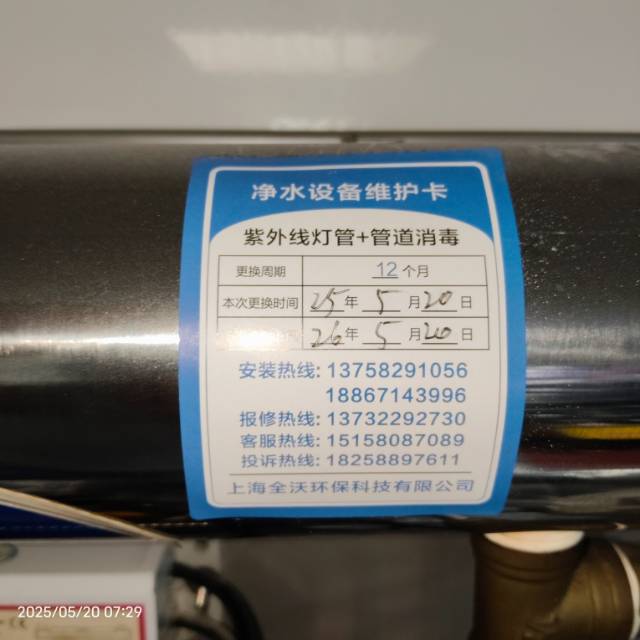 净水设备维护卡
紫外线灯管+管道消毒
更换周期 12个月
本次更换时间 25年5月20日
26年5月20日
安装热线: 13758291056
18867143996
报修热线: 13732292730
客服热线: 15158087089
投诉热线: 18258897611
上海全沃环保科技有限公司
2025/05/20 07:29